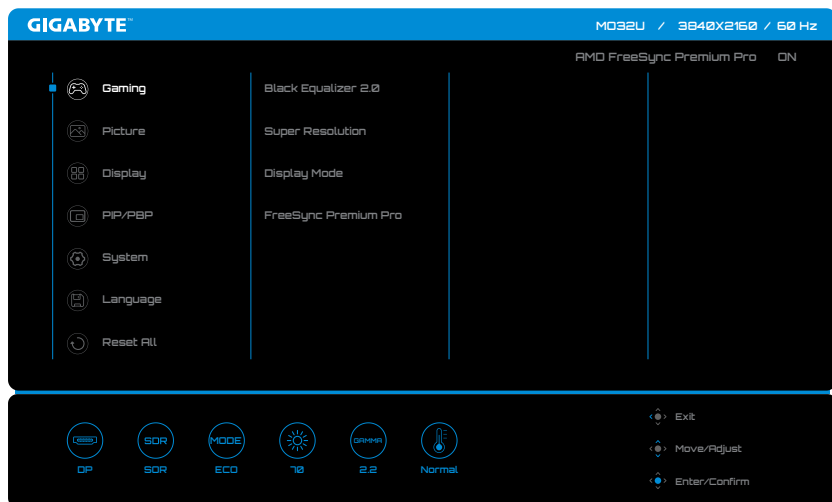 GIGABYTE™
MO32U / 3840X2160 / 60 Hz
AMD FreeSync Premium Pro ON
Gaming
Picture
Display
PIP/PBP
System
Language
Reset All
Black Equalizer 2.0
Super Resolution
Display Mode
FreeSync Premium Pro
SDR
MODE
GAMMA
DP
SDR
ECO
70
2.2
Normal
Exit
Move/Adjust
Enter/Confirm